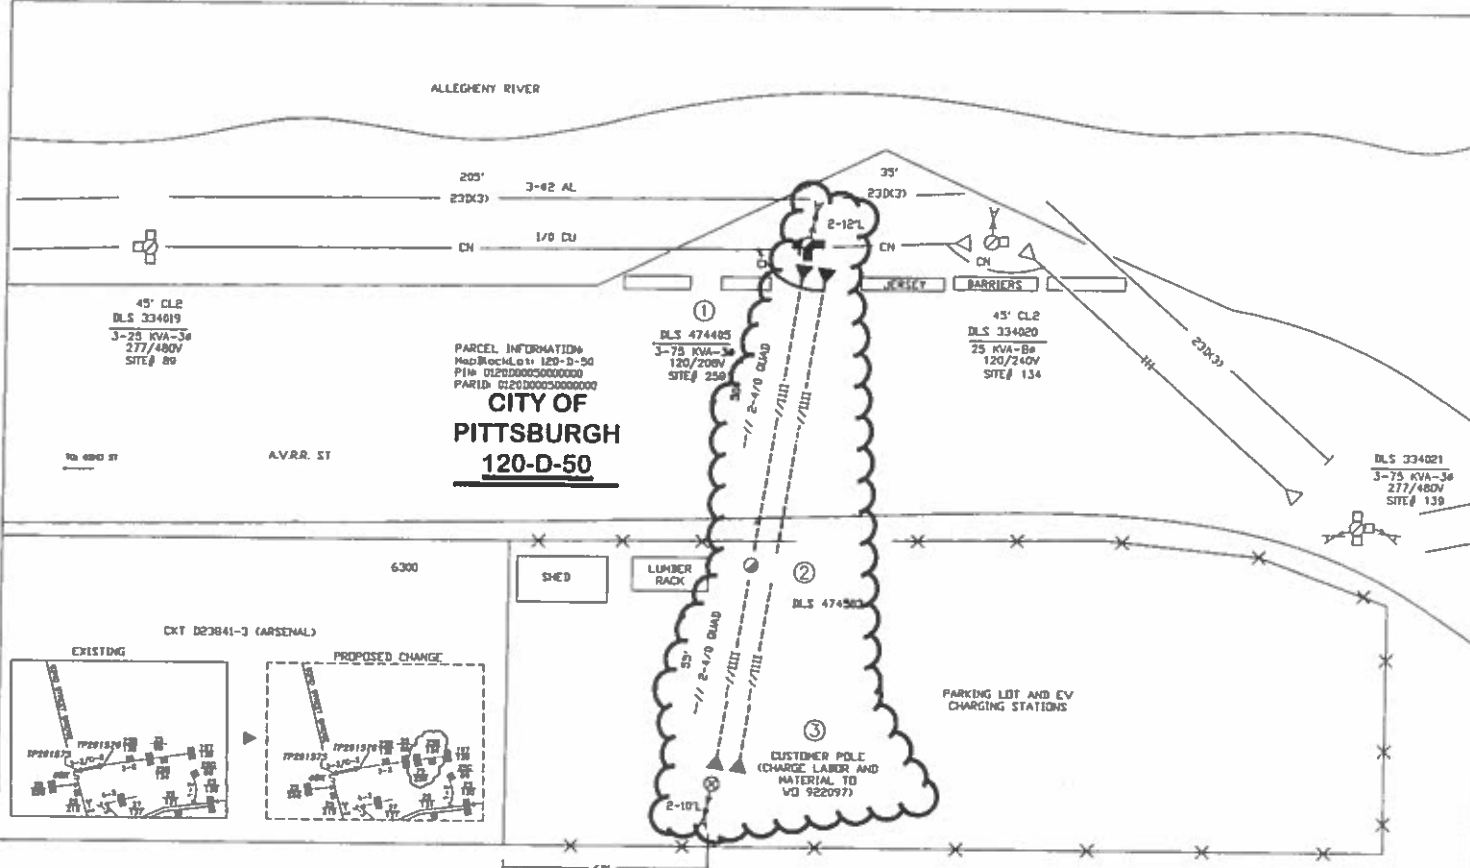 ALLEGHENY RIVER
205'
23D(3)
3-#2 AL
35'
23D(3)
2-12'L
CN
1/0 CU
CN
CN
JERSEY
BARRIERS
45' CL2
DLS 334019
3-25 KVA-3ø
277/480V
SITE# 89
1
DLS 474405
3-75 KVA-3ø
120/208V
SITE# 259
45' CL2
DLS 334020
25 KVA-Bø
120/240V
SITE# 134
23D(3)
PARCEL INFORMATION:
MapBlockLot: 120-D-50
PIN: 0120D00050000000
PARID: 0120D00050000000
CITY OF
PITTSBURGH
120-D-50
A.V.R.R. ST
2-4/0 QUAD
DLS 334021
3-75 KVA-3ø
277/480V
SITE# 139
6300
SHED
LUMBER
RACK
2
DLS 474503
55'
2-4/0 QUAD
CKT D23841-3 (ARSENAL)
EXISTING
PROPOSED CHANGE
PARKING LOT AND EV
CHARGING STATIONS
3
CUSTOMER POLE
(CHARGE LABOR AND
MATERIAL TO
WO 922097)
2-10'L